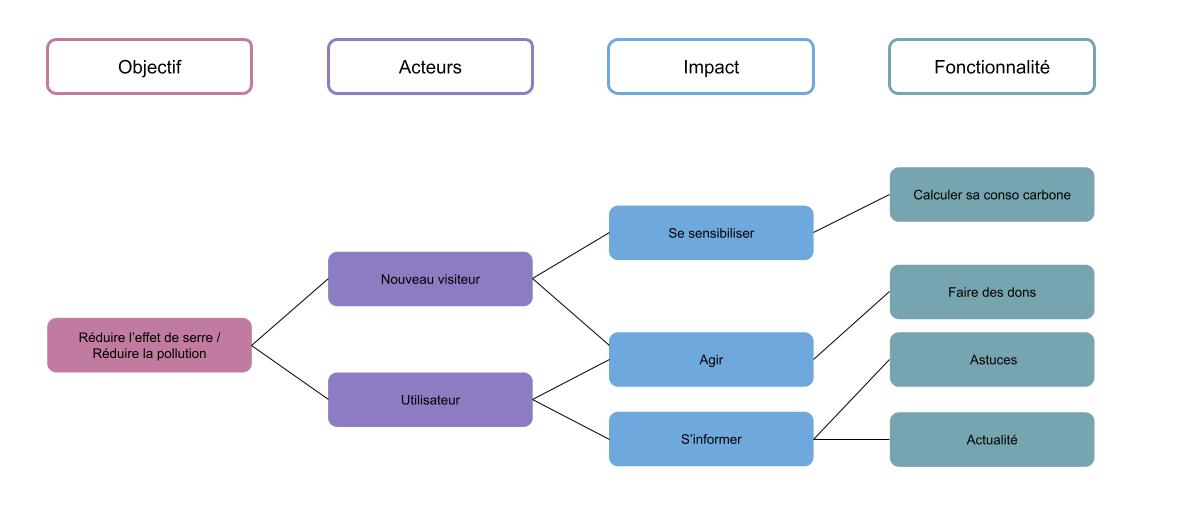 Objectif
Acteurs
Impact
Fonctionnalité
Calculer sa conso carbone
Se sensibiliser
Nouveau visiteur
Faire des dons
Réduire l’effet de serre /
Réduire la pollution
Agir
Astuces
Utilisateur
S’informer
Actualité